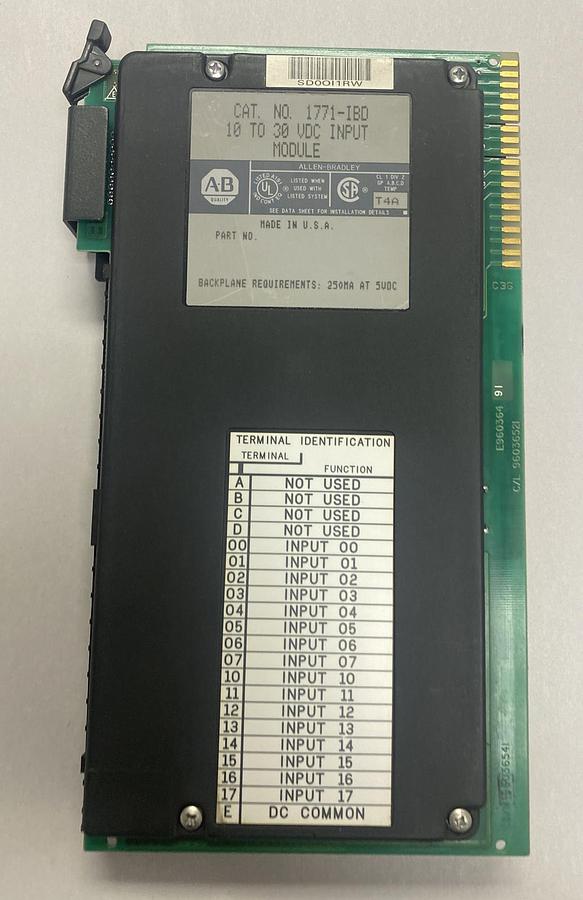 SD00I1RW
CAT. NO. 1771-IBD
10 TO 30 VDC INPUT
MODULE
ALLEN-BRADLEY
A-B
QUALITY
UL
LISTED WHEN
USED WITH
LISTED SYSTEM
SA
CL 1 DIV 2
GP A,B,C,D
TEMP
T4A
SEE DATA SHEET FOR INSTALLATION DETAILS
MADE IN U.S.A.
PART NO.
BACKPLANE REQUIREMENTS: 250MA AT 5VDC
C36
E960364 91
C/L 96036521
TERMINAL IDENTIFICATION
TERMINAL
FUNCTION
A NOT USED
B NOT USED
C NOT USED
D NOT USED
00 INPUT 00
01 INPUT 01
02 INPUT 02
03 INPUT 03
04 INPUT 04
05 INPUT 05
06 INPUT 06
07 INPUT 07
10 INPUT 10
11 INPUT 11
12 INPUT 12
13 INPUT 13
14 INPUT 14
15 INPUT 15
16 INPUT 16
17 INPUT 17
E DC COMMON